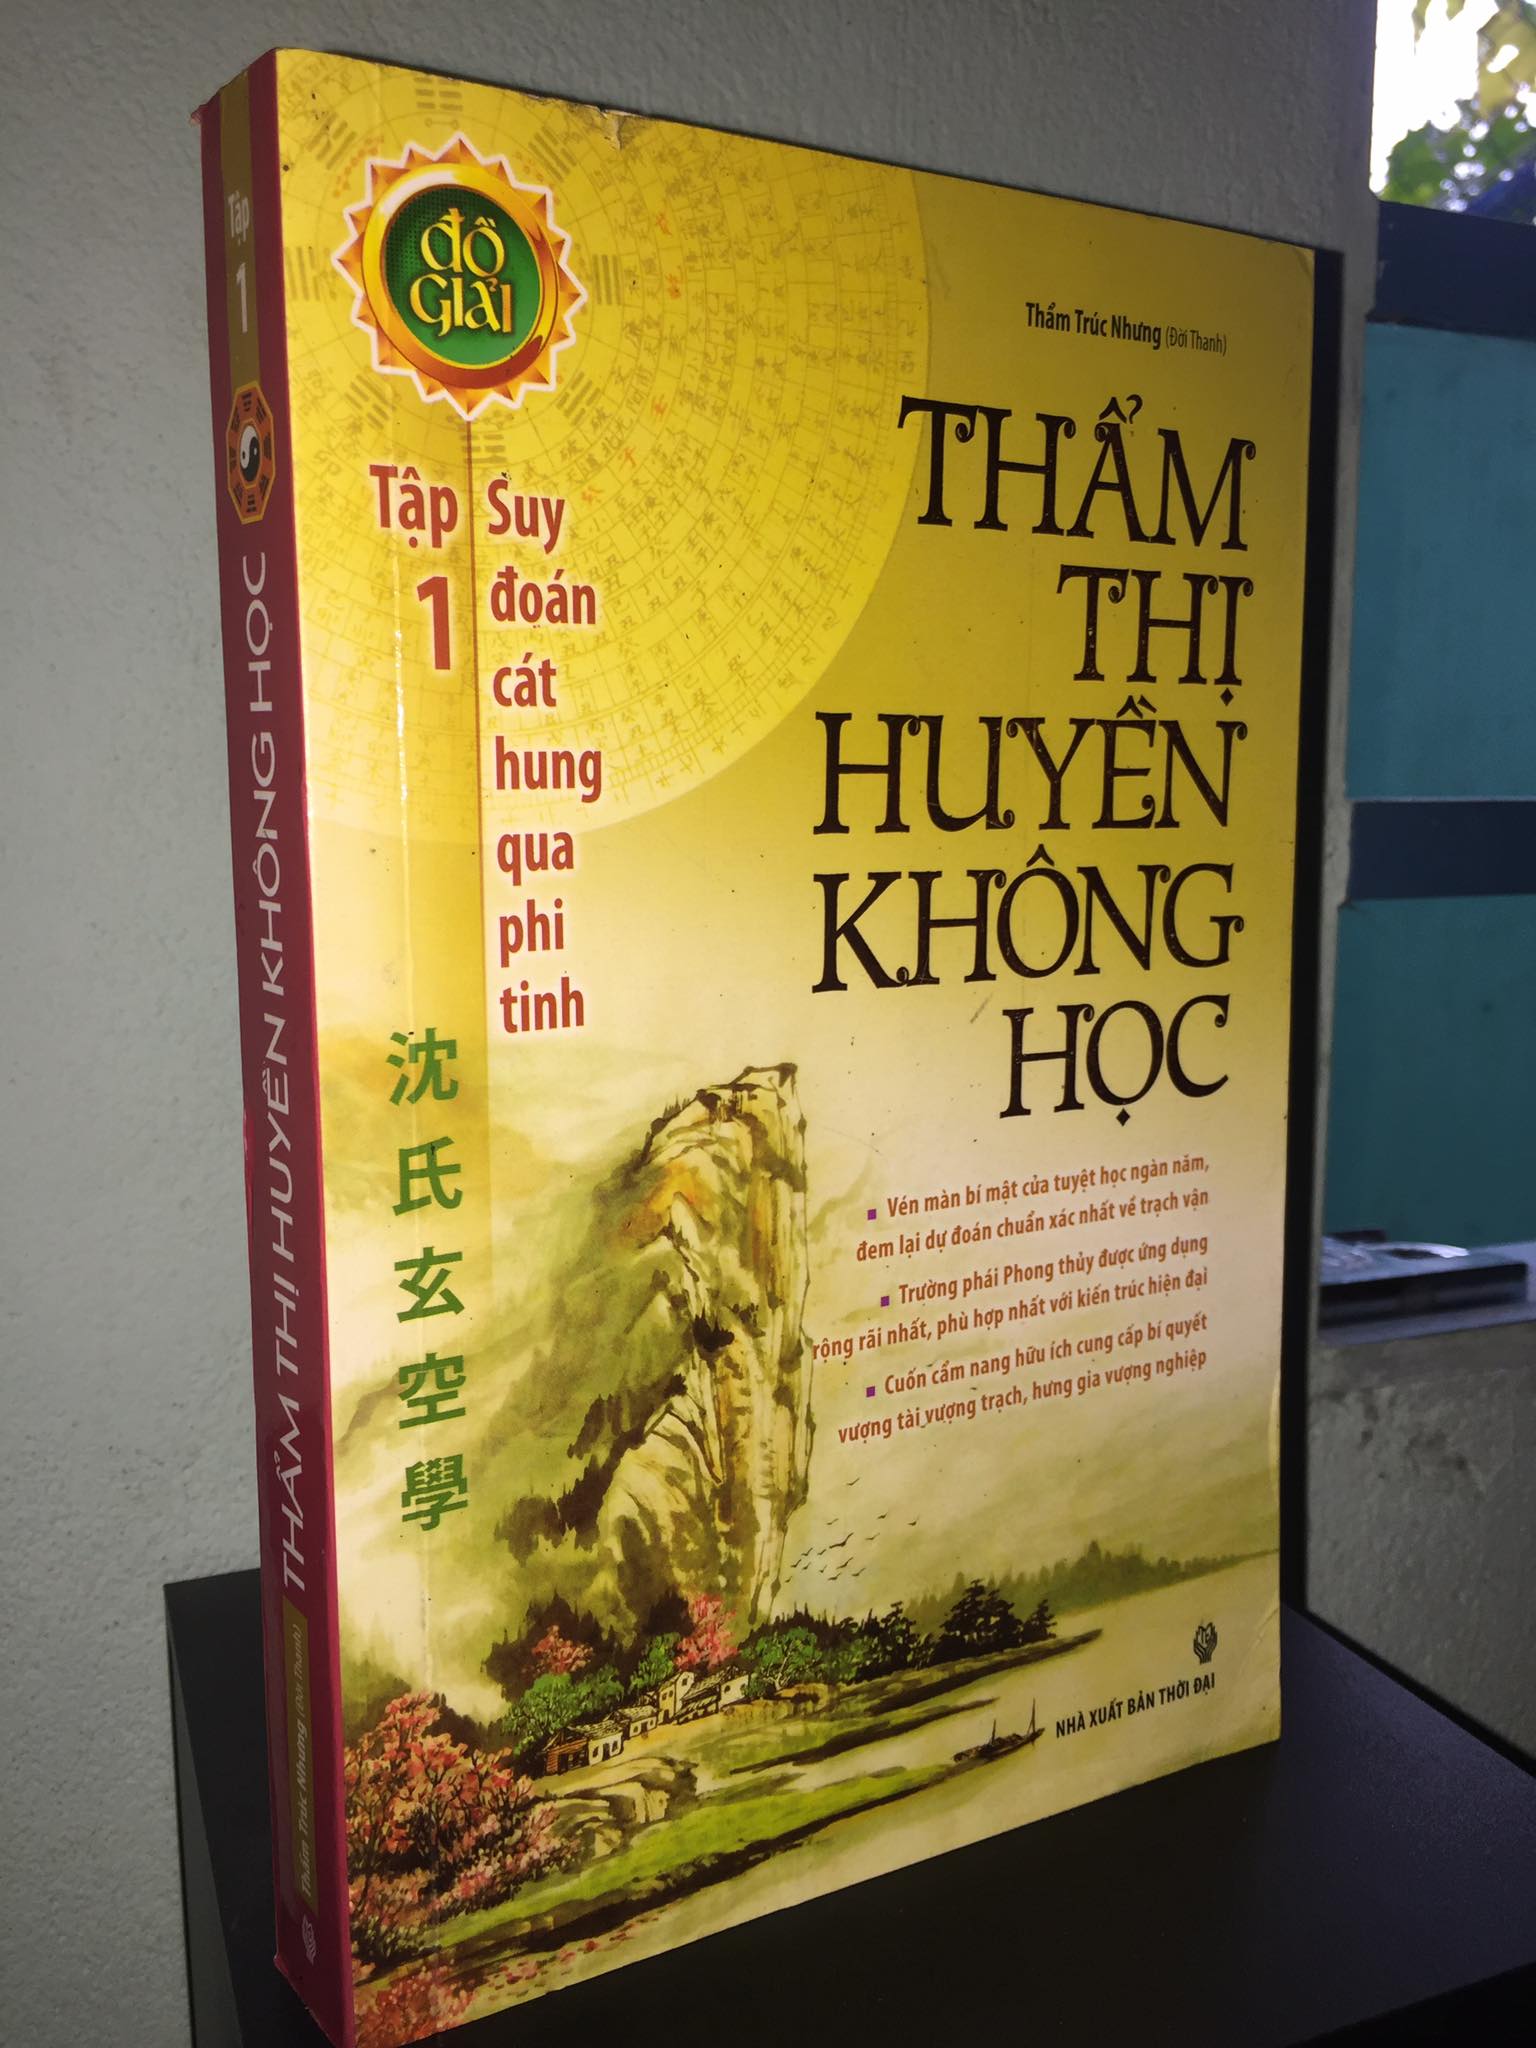 Tập
1
THẨM THỊ HUYỀN KHÔNG HỌC
Thẩm Trúc Nhưng (Đời Thanh)
ĐỒ
GIẢI
Tập
1
Suy
đoán
cát
hung
qua
phi
tinh
沈
氏
玄
空
學
Thẩm Trúc Nhưng (Đời Thanh)
THẨM
THỊ
HUYỀN
KHÔNG
HỌC
Vén màn bí mật của tuyệt học ngàn năm,
đem lại dự đoán chuẩn xác nhất về trạch vận
Trường phái Phong thủy được ứng dụng
rộng rãi nhất, phù hợp nhất với kiến trúc hiện đại
Cuốn cẩm nang hữu ích cung cấp bí quyết
vượng tài vượng trạch, hưng gia vượng nghiệp
NHÀ XUẤT BẢN THỜI ĐẠI